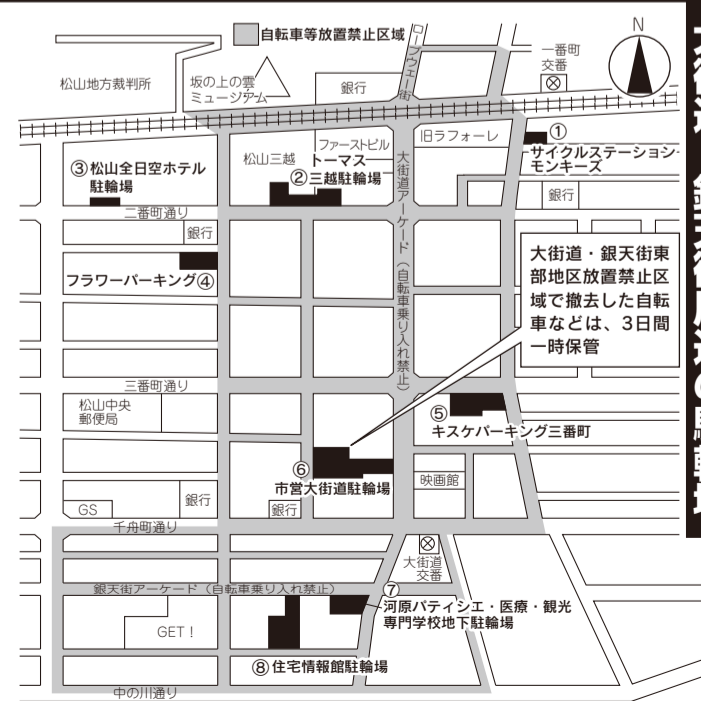 自転車等放置禁止区域
ロープウェー街
一番町
交番
N
松山地方裁判所
坂の上の雲
ミュージアム
銀行
①
サイクルステーション
モンキーズ
旧ラフォーレ
ファーストビル
トーマス
松山三越
②三越駐輪場
③松山全日空ホテル
駐輪場
銀行
二番町通り
銀行
大街道アーケード（自転車乗り入れ禁止）
フラワーパーキング④
大街道・銀天街東
部地区放置禁止区
域で撤去した自転
車などは、3日間
一時保管
三番町通り
松山中央
郵便局
⑤
キスケパーキング三番町
⑥
市営大街道駐輪場
映画館
GS
銀行
銀行
千舟町通り
大街道
交番
銀天街アーケード（自転車乗り入れ禁止）
⑦
河原パティシエ・医療・観光
専門学校地下駐輪場
GET！
⑧住宅情報館駐輪場
中の川通り